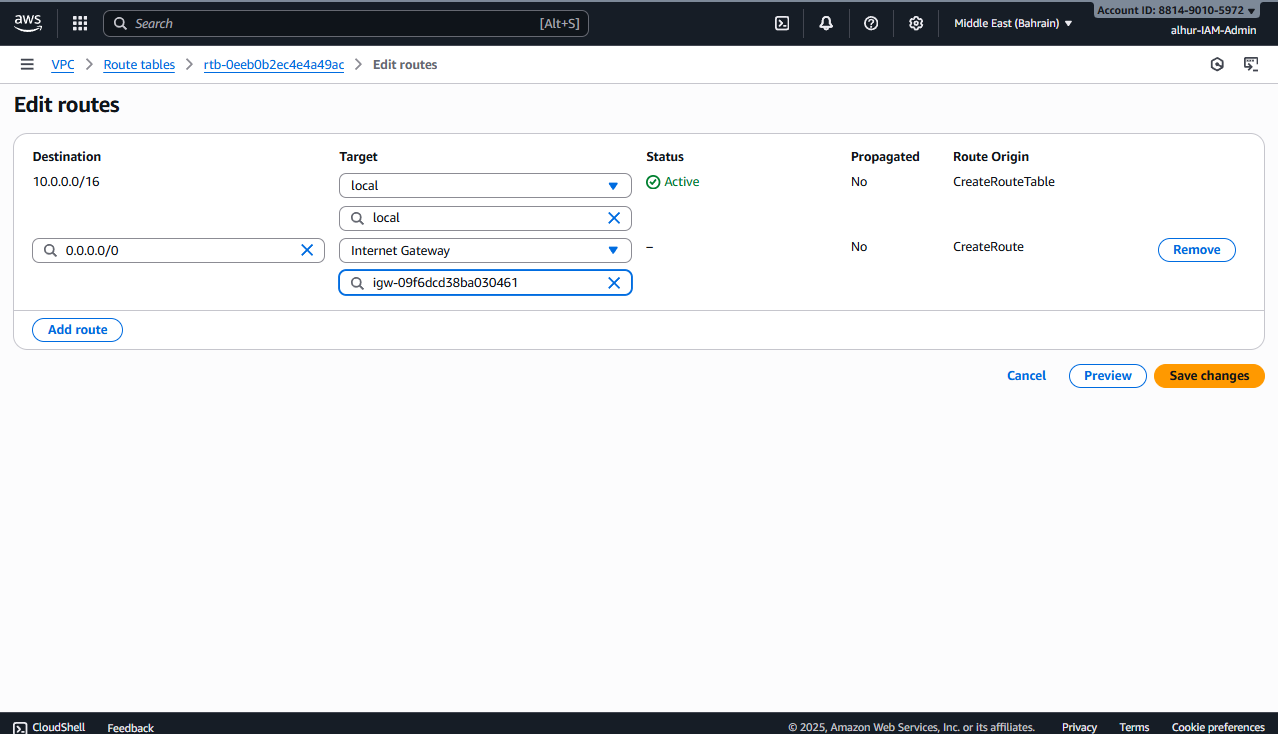 aws
Search [Alt+S]
Middle East (Bahrain)
Account ID: 8814-9010-5972
alhur-IAM-Admin
VPC
Route tables
rtb-0eeb0b2ec4e4a49ac
Edit routes
Edit routes
Destination Target Status Propagated Route Origin
10.0.0.0/16 local Active No CreateRouteTable
local
0.0.0.0/0 Internet Gateway – No CreateRoute Remove
igw-09f6dcd38ba030461
Add route
Cancel Preview Save changes
CloudShell Feedback © 2025, Amazon Web Services, Inc. or its affiliates. Privacy Terms Cookie preferences